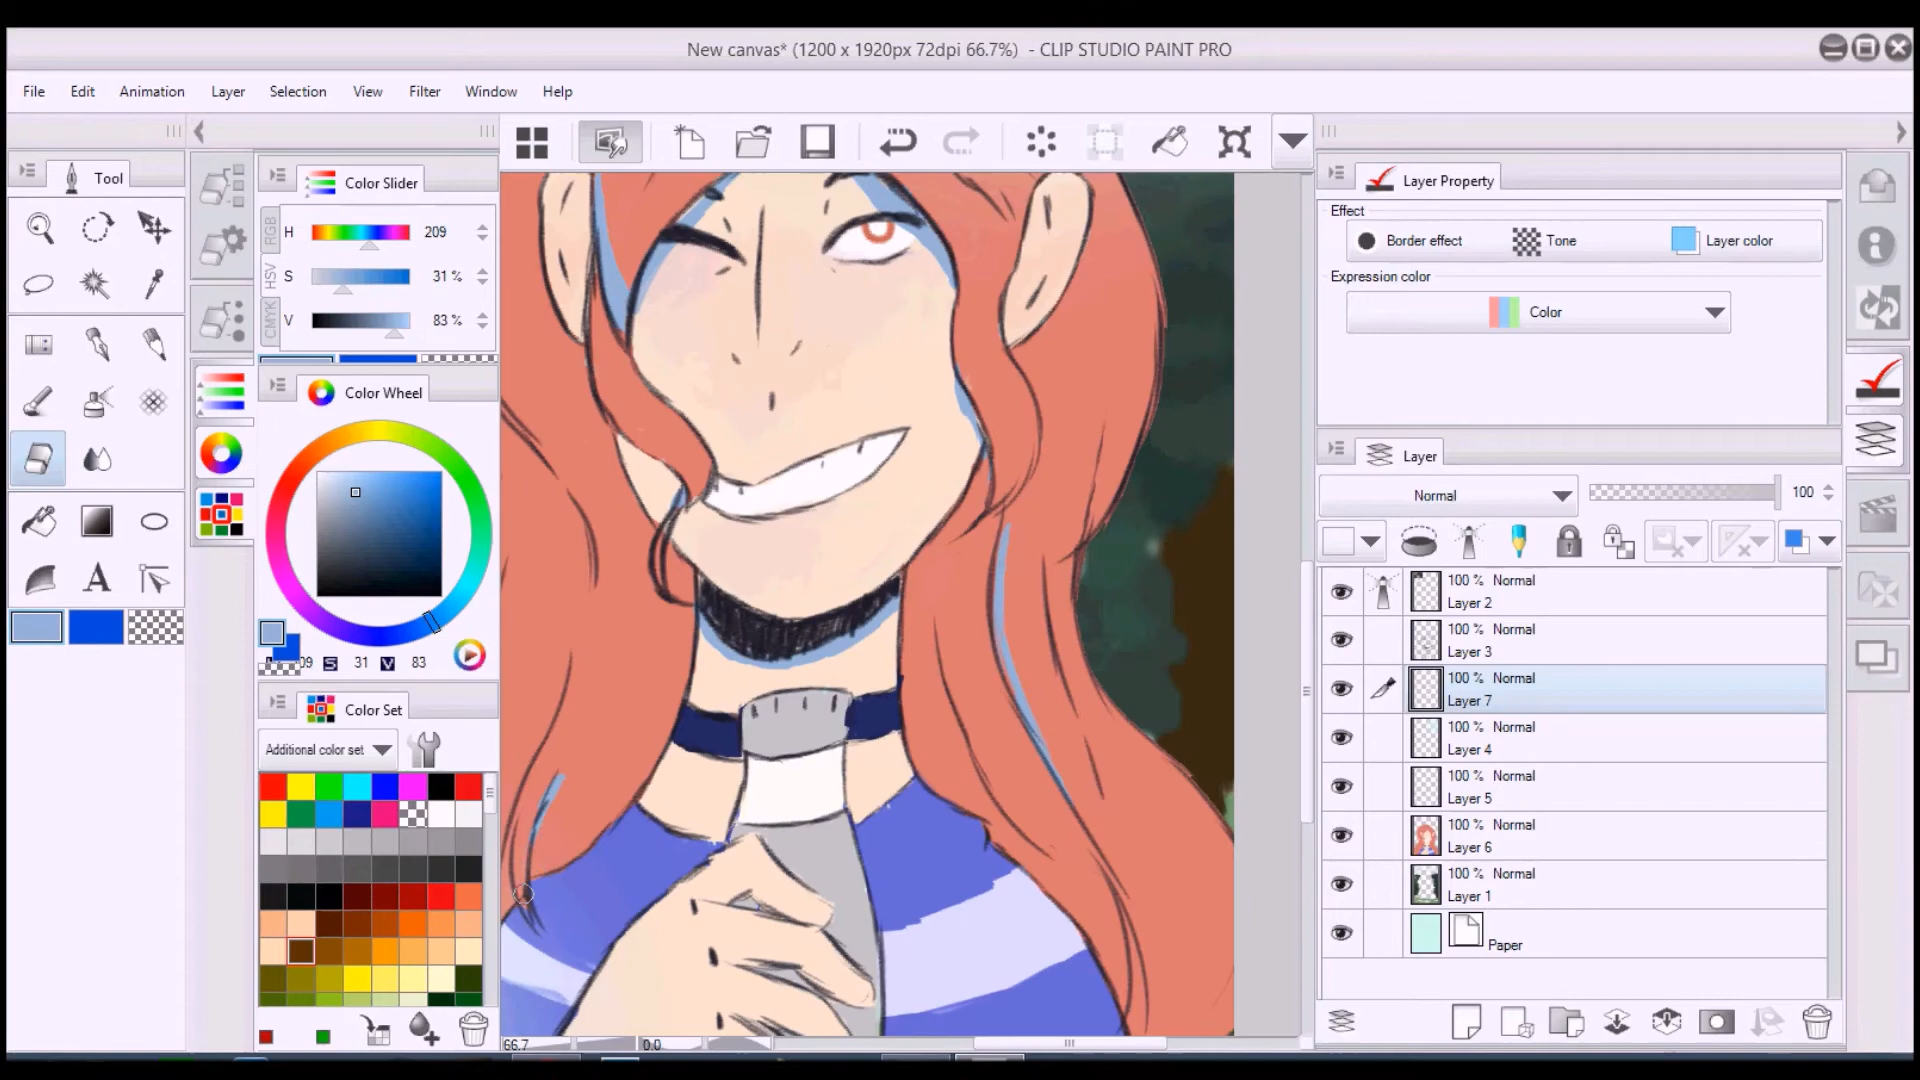 New canvas* (1200 x 1920px 72dpi 66.7%) - CLIP STUDIO PAINT PRO
File Edit Animation Layer Selection View Filter Window Help
Tool
Color Slider
RGB
HSV
CMYK
H 209
S 31 %
V 83 %
Color Wheel
09 S 31 V 83
Color Set
Additional color set
66.7 0.0
Layer Property
Effect
Border effect Tone Layer color
Expression color
Color
Layer
Normal 100
100 % Normal
Layer 2
100 % Normal
Layer 3
100 % Normal
Layer 7
100 % Normal
Layer 4
100 % Normal
Layer 5
100 % Normal
Layer 6
100 % Normal
Layer 1
Paper